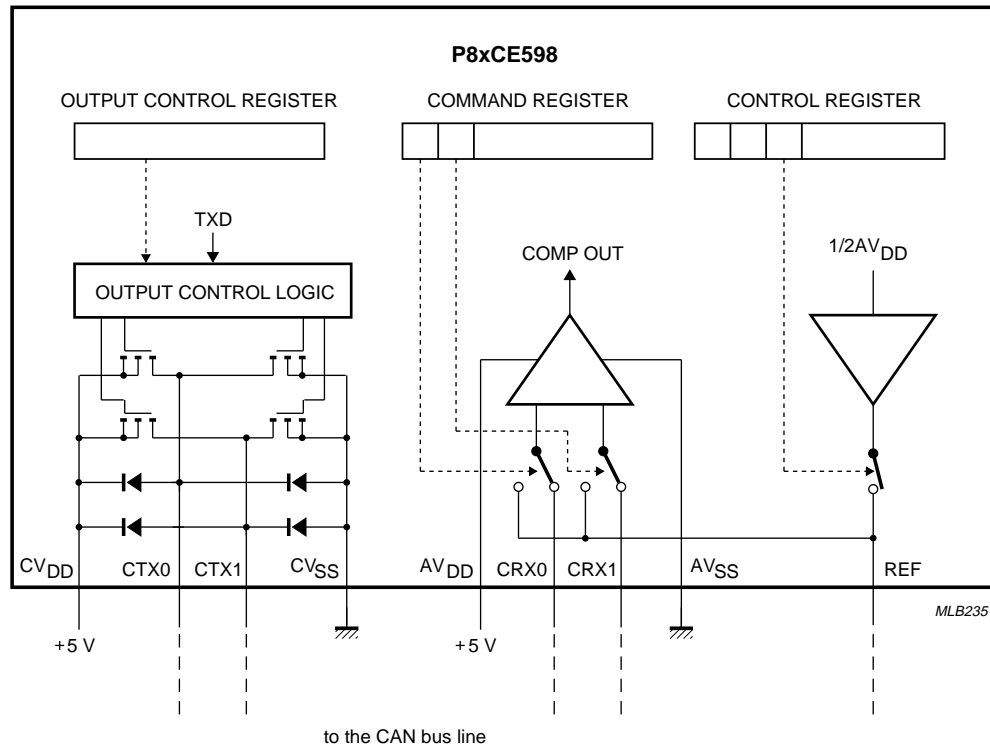 P8xCE598
OUTPUT CONTROL REGISTER
COMMAND REGISTER
CONTROL REGISTER
TXD
COMP OUT
1/2AVDD
OUTPUT CONTROL LOGIC
CVDD
CTX0
CTX1
CVSS
AVDD
CRX0
CRX1
AVSS
REF
MLB235
+5 V
+5 V
to the CAN bus line